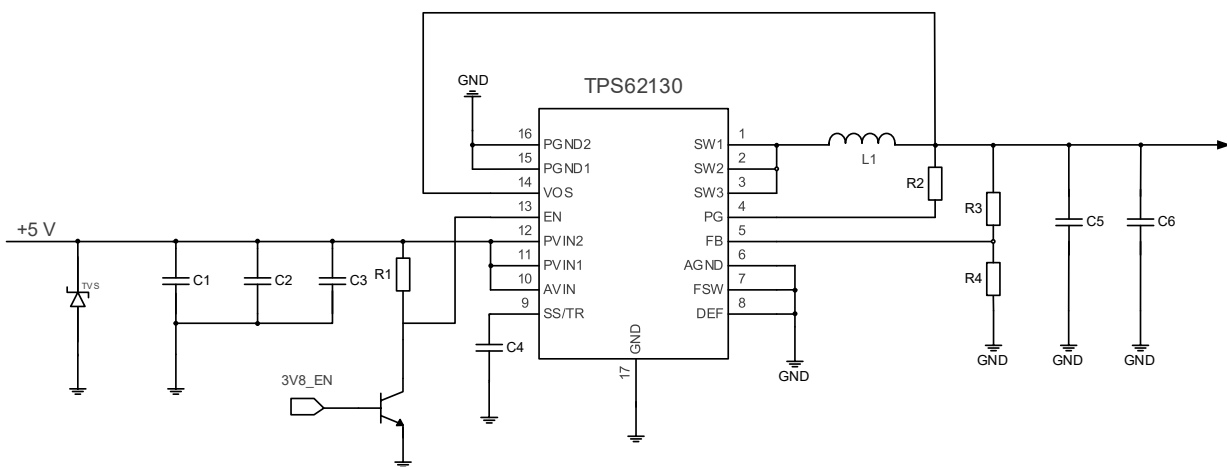 TPS62130
GND
16 PGND2 SW1 1
15 PGND1 SW2 2
14 VOS SW3 3
13 EN PG 4
12 PVIN2 FB 5
11 PVIN1 AGND 6
10 AVIN FSW 7
9 SS/TR DEF 8
GND
17
L1
R2
R3
R4
C5
C6
+5 V
TVS
C1
C2
C3
R1
C4
3V8_EN
GND
GND
GND
GND